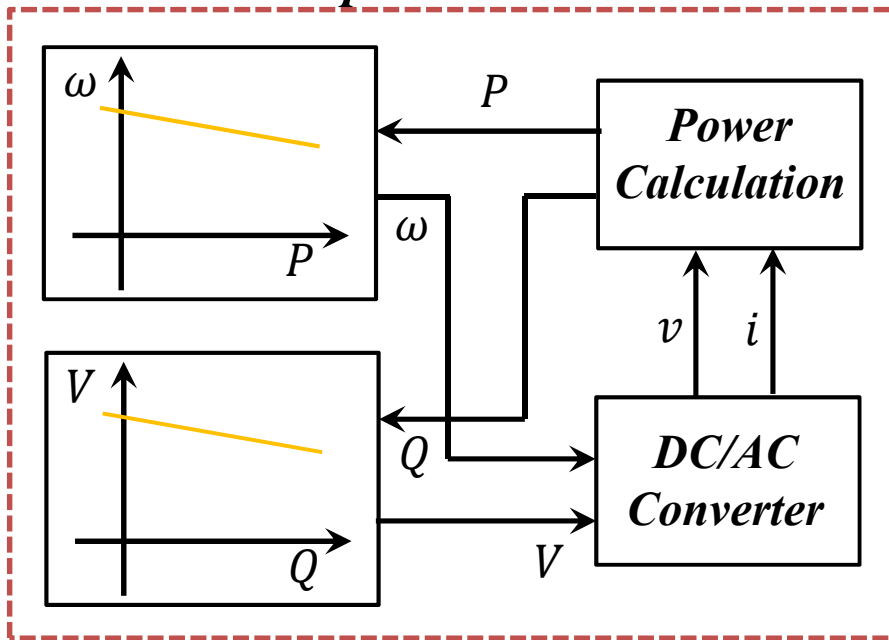 ω
P
P
ω
Power
Calculation
v
i
V
Q
Q
V
DC/AC
Converter